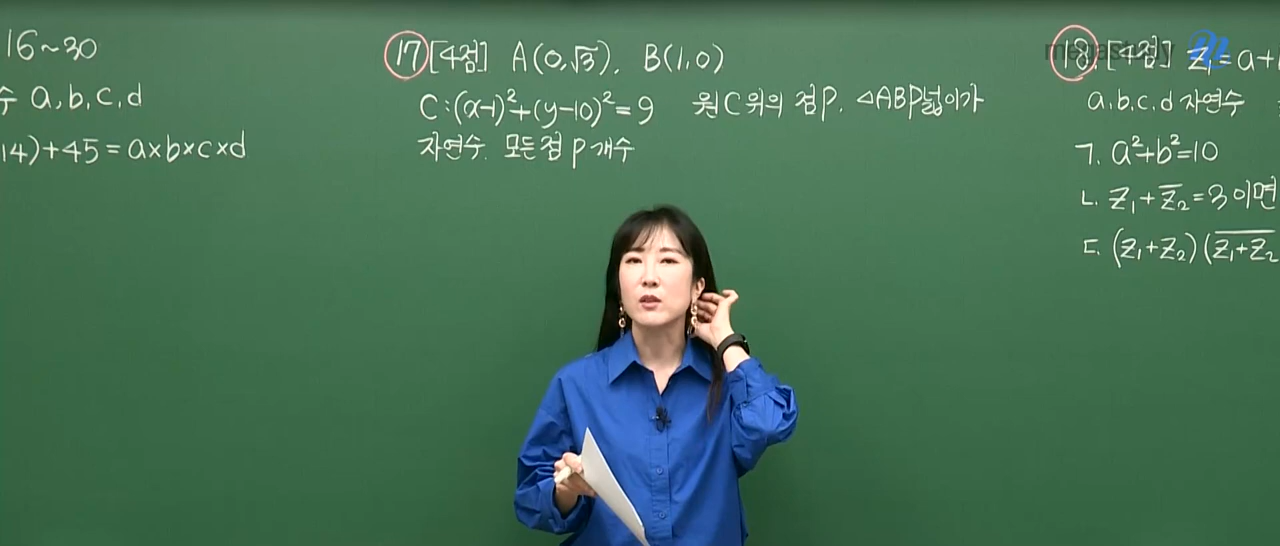 16~30
수 a, b, c, d
14)+45 = a×b×c×d
17 [4점] A(0,√3), B(1,0)
C:(x-1)²+(y-10)²=9 원 C 위의 점 P, △ABP넓이가
자연수. 모든 점 P 개수
megastudy
18. [4점] z₁=a+
a,b,c,d 자연수
ㄱ. a²+b²=10
ㄴ. z₁+z̅₂=3이면
ㄷ. (z₁+z₂)(z₁+z₂